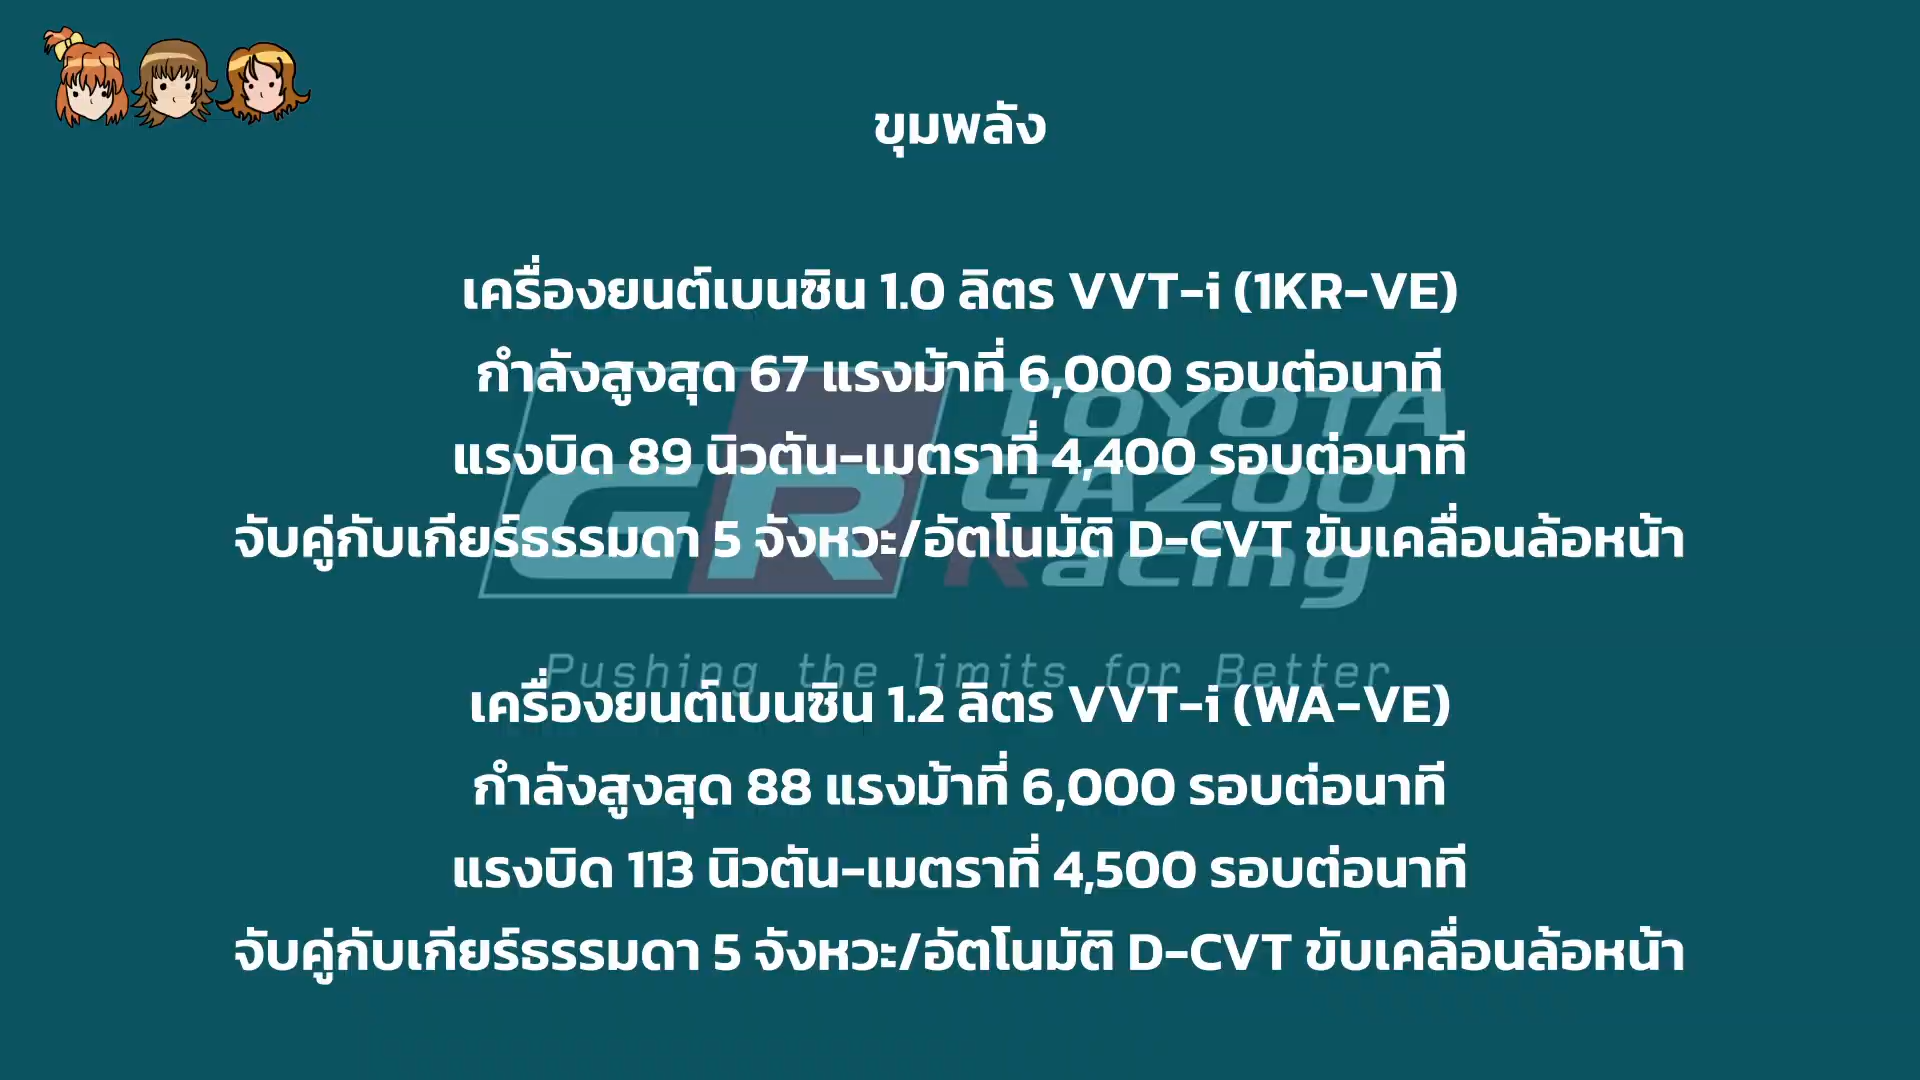 ขุมพลัง
เครื่องยนต์เบนซิน 1.0 ลิตร VVT-i (1KR-VE)
กำลังสูงสุด 67 แรงม้าที่ 6,000 รอบต่อนาที
แรงบิด 89 นิวตัน-เมตราที่ 4,400 รอบต่อนาที
จับคู่กับเกียร์ธรรมดา 5 จังหวะ/อัตโนมัติ D-CVT ขับเคลื่อนล้อหน้า
GR TOYOTA
GAZOO
Racing
Pushing the limits for Better
เครื่องยนต์เบนซิน 1.2 ลิตร VVT-i (WA-VE)
กำลังสูงสุด 88 แรงม้าที่ 6,000 รอบต่อนาที
แรงบิด 113 นิวตัน-เมตราที่ 4,500 รอบต่อนาที
จับคู่กับเกียร์ธรรมดา 5 จังหวะ/อัตโนมัติ D-CVT ขับเคลื่อนล้อหน้า